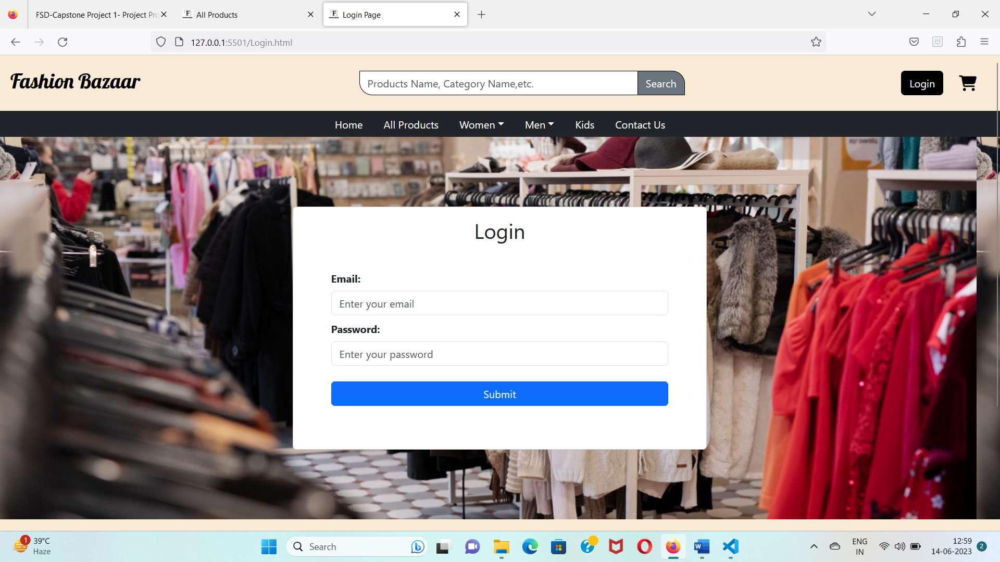 FSD-Capstone Project 1- Project Pro
All Products
Login Page
127.0.0.1:5501/Login.html
Fashion Bazaar
Products Name, Category Name,etc.
Search
Login
Home
All Products
Women
Men
Kids
Contact Us
Login
Email:
Enter your email
Password:
Enter your password
Submit
1
39°C
Haze
Search
ENG
IN
12:59
14-06-2023
2